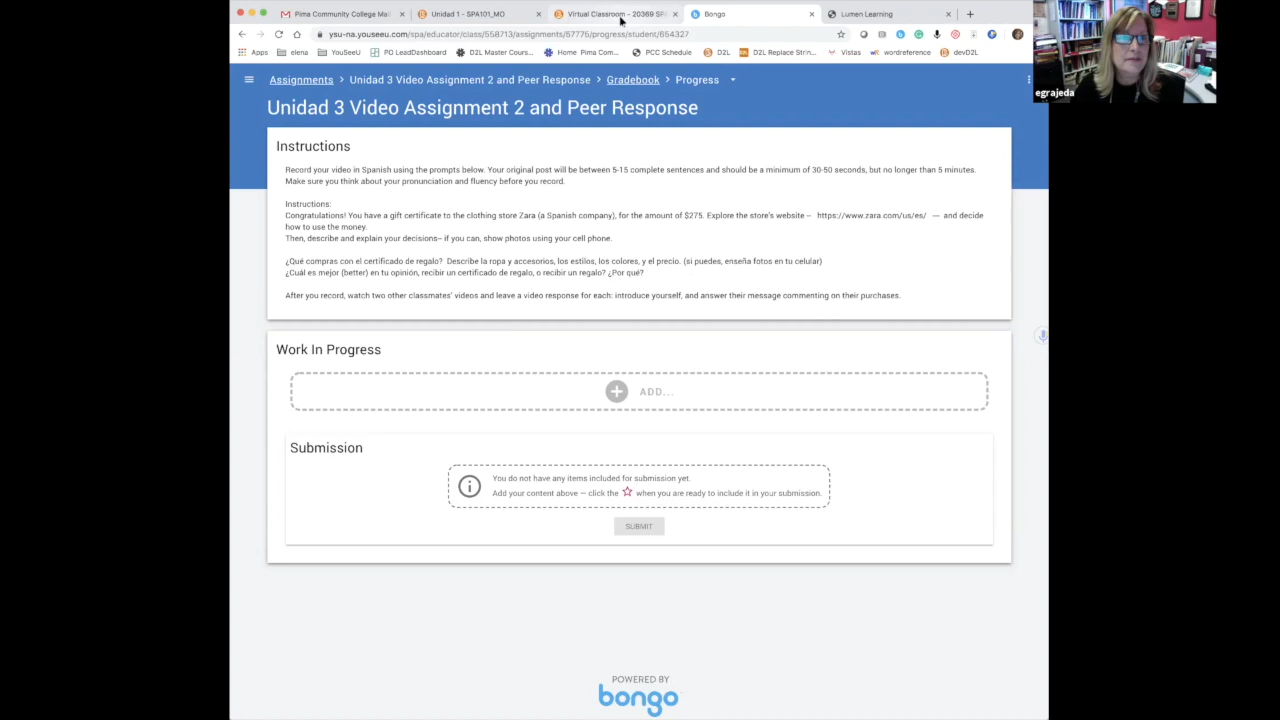 Pima Community College Mai
Unidad 1 - SPA101_MO
Virtual Classroom - 20369 SPA
Bongo
Lumen Learning
ysu-na.youseeu.com/spa/educator/class/558713/assignments/57775/progress/student/654327
Apps
elena
YouSeeU
PO LeadDashboard
D2L Master Cours...
Home Pima Com...
PCC Schedule
D2L
D2L Replace Strin...
Vistas
wordreference
devD2L
egrajeda
Assignments > Unidad 3 Video Assignment 2 and Peer Response > Gradebook > Progress
Unidad 3 Video Assignment 2 and Peer Response
Instructions
Record your video in Spanish using the prompts below. Your original post will be between 5-15 complete sentences and should be a minimum of 30-50 seconds, but no longer than 5 minutes.
Make sure you think about your pronunciation and fluency before you record.
Instructions:
Congratulations! You have a gift certificate to the clothing store Zara (a Spanish company), for the amount of $275. Explore the store's website – https://www.zara.com/us/es/ — and decide
how to use the money.
Then, describe and explain your decisions– if you can, show photos using your cell phone.
¿Qué compras con el certificado de regalo? Describe la ropa y accesorios, los estilos, los colores, y el precio. (si puedes, enseña fotos en tu celular)
¿Cuál es mejor (better) en tu opinión, recibir un certificado de regalo, o recibir un regalo? ¿Por qué?
After you record, watch two other classmates' videos and leave a video response for each: introduce yourself, and answer their message commenting on their purchases.
Work In Progress
ADD...
Submission
You do not have any items included for submission yet.
Add your content above — click the ☆ when you are ready to include it in your submission.
SUBMIT
POWERED BY
bongo